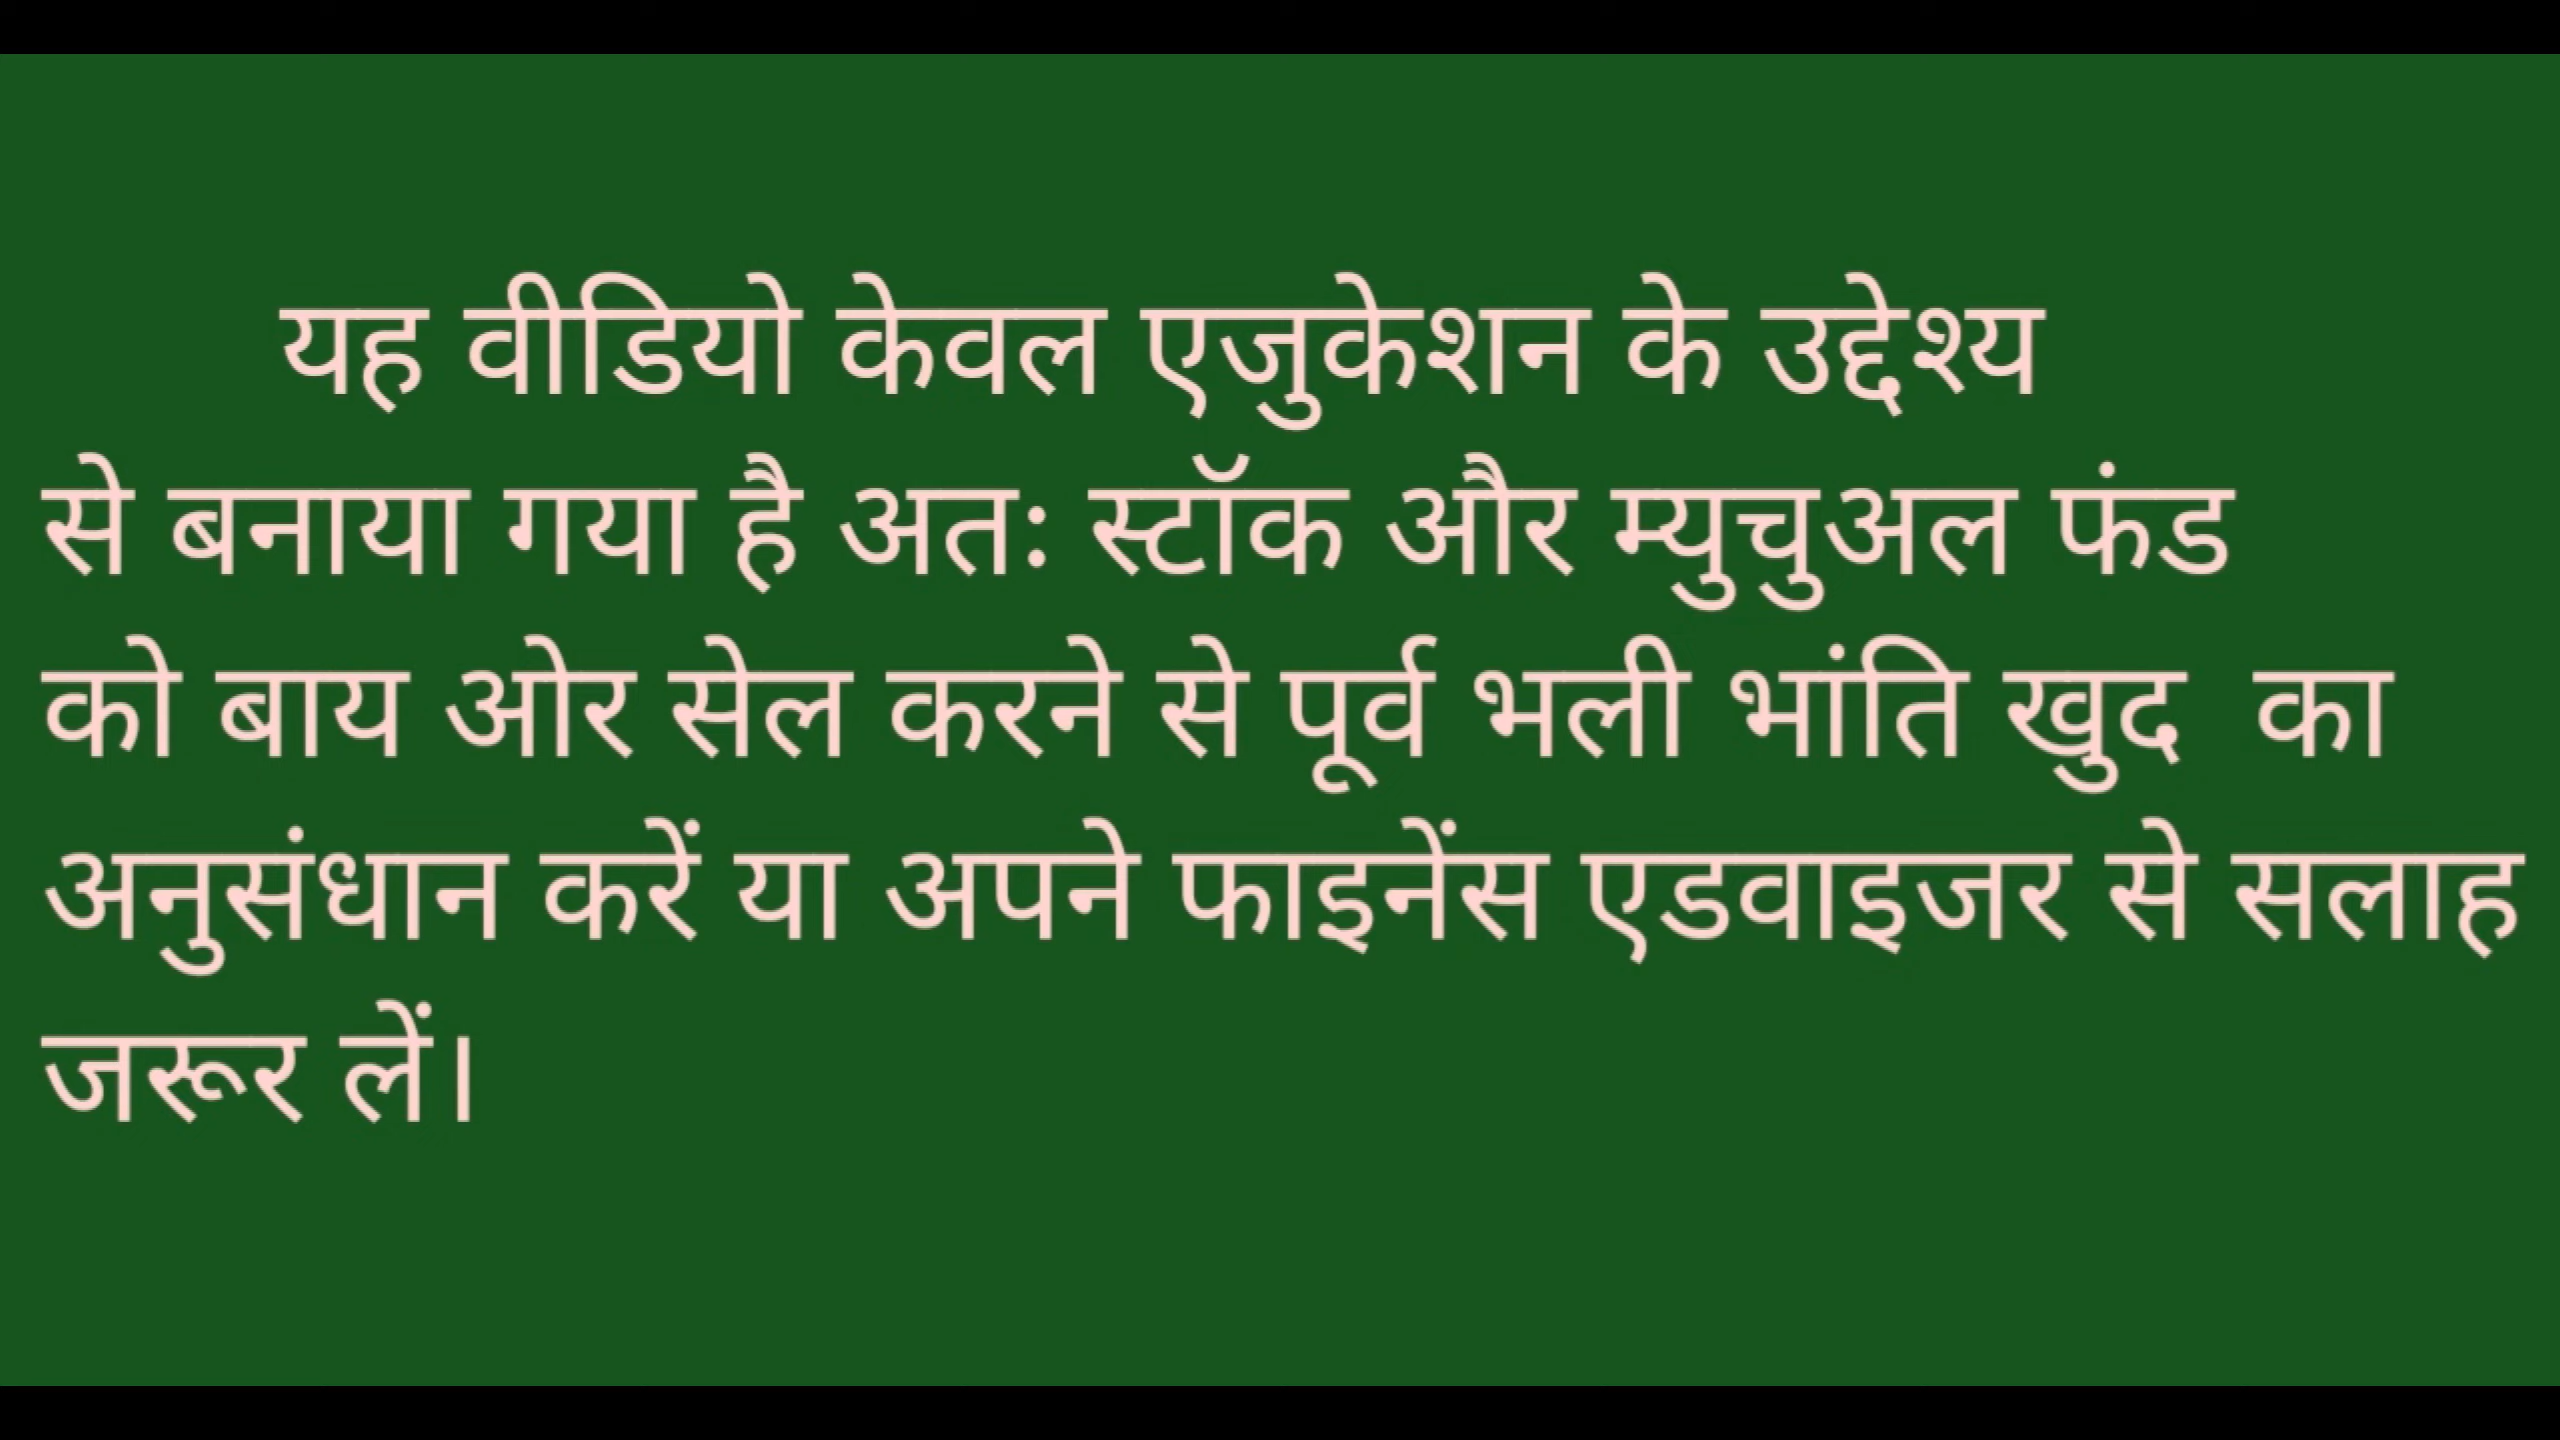 यह वीडियो केवल एजुकेशन के उद्देश्य
से बनाया गया है अतः स्टॉक और म्युचुअल फंड
को बाय ओर सेल करने से पूर्व भली भांति खुद  का
अनुसंधान करें या अपने फाइनेंस एडवाइजर से सलाह
जरूर लें।